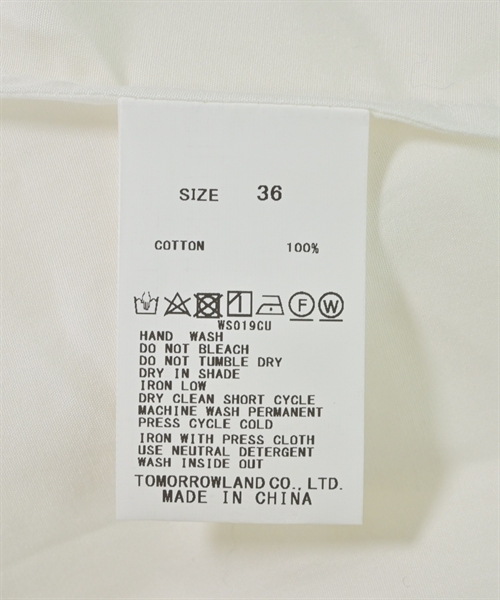 SIZE 36
COTTON 100%
F W
WS019CU
HAND WASH
DO NOT BLEACH
DO NOT TUMBLE DRY
DRY IN SHADE
IRON LOW
DRY CLEAN SHORT CYCLE
MACHINE WASH PERMANENT
PRESS CYCLE COLD
IRON WITH PRESS CLOTH
USE NEUTRAL DETERGENT
WASH INSIDE OUT
TOMORROWLAND CO., LTD.
MADE IN CHINA